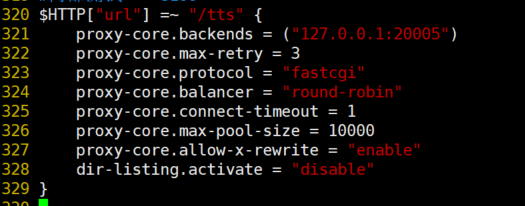 320 $HTTP["url"] =~ "/tts" {
321     proxy-core.backends = ("127.0.0.1:20005")
322     proxy-core.max-retry = 3
323     proxy-core.protocol = "fastcgi"
324     proxy-core.balancer = "round-robin"
325     proxy-core.connect-timeout = 1
326     proxy-core.max-pool-size = 10000
327     proxy-core.allow-x-rewrite = "enable"
328     dir-listing.activate = "disable"
329 }